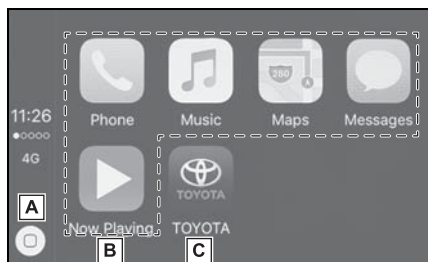 280
Phone Music Maps Messages
11:26
4G
TOYOTA
A
Now Playing TOYOTA
B C